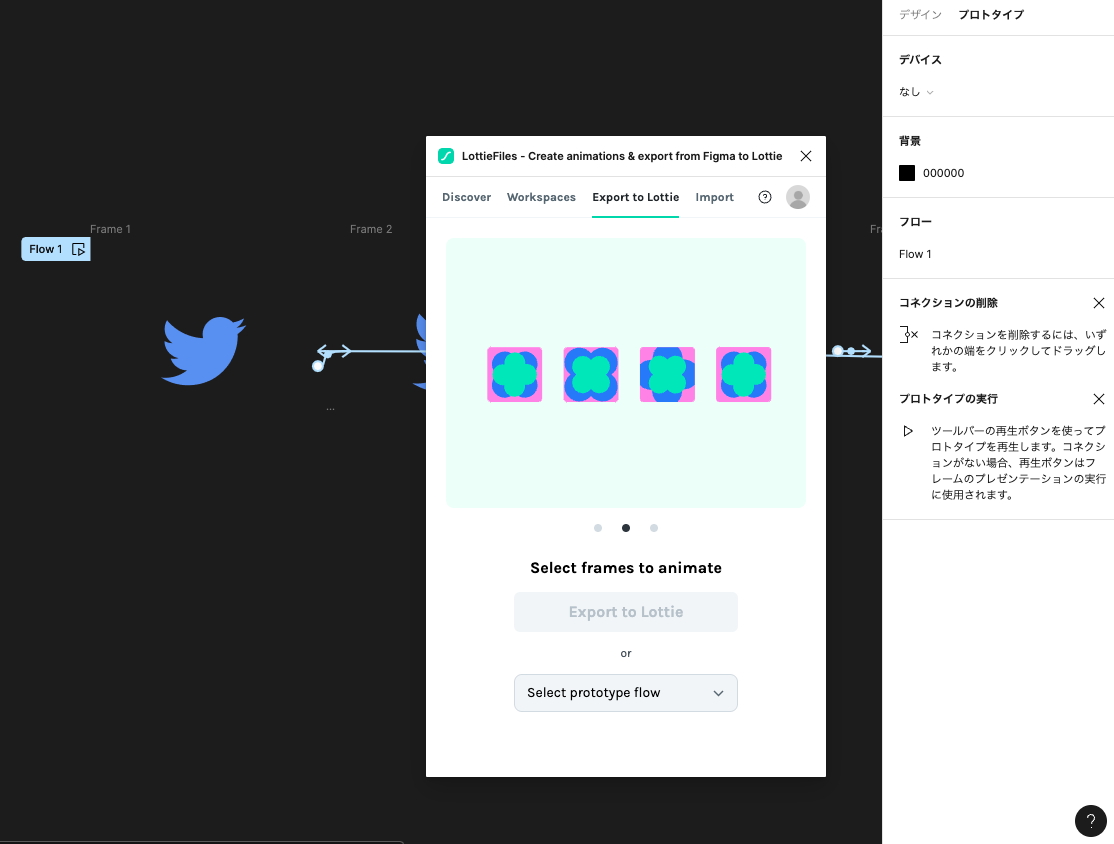 デザイン プロトタイプ
デバイス
なし
背景
000000
フロー
Flow 1
コネクションの削除
コネクションを削除するには、いず
れかの端をクリックしてドラッグし
ます。
プロトタイプの実行
ツールバーの再生ボタンを使ってプ
ロトタイプを再生します。コネクシ
ョンがない場合、再生ボタンはフ
レームのプレゼンテーションの実行
に使用されます。
LottieFiles - Create animations & export from Figma to Lottie
Discover Workspaces Export to Lottie Import
Select frames to animate
Export to Lottie
or
Select prototype flow
Frame 1
Frame 2
Flow 1
...
?